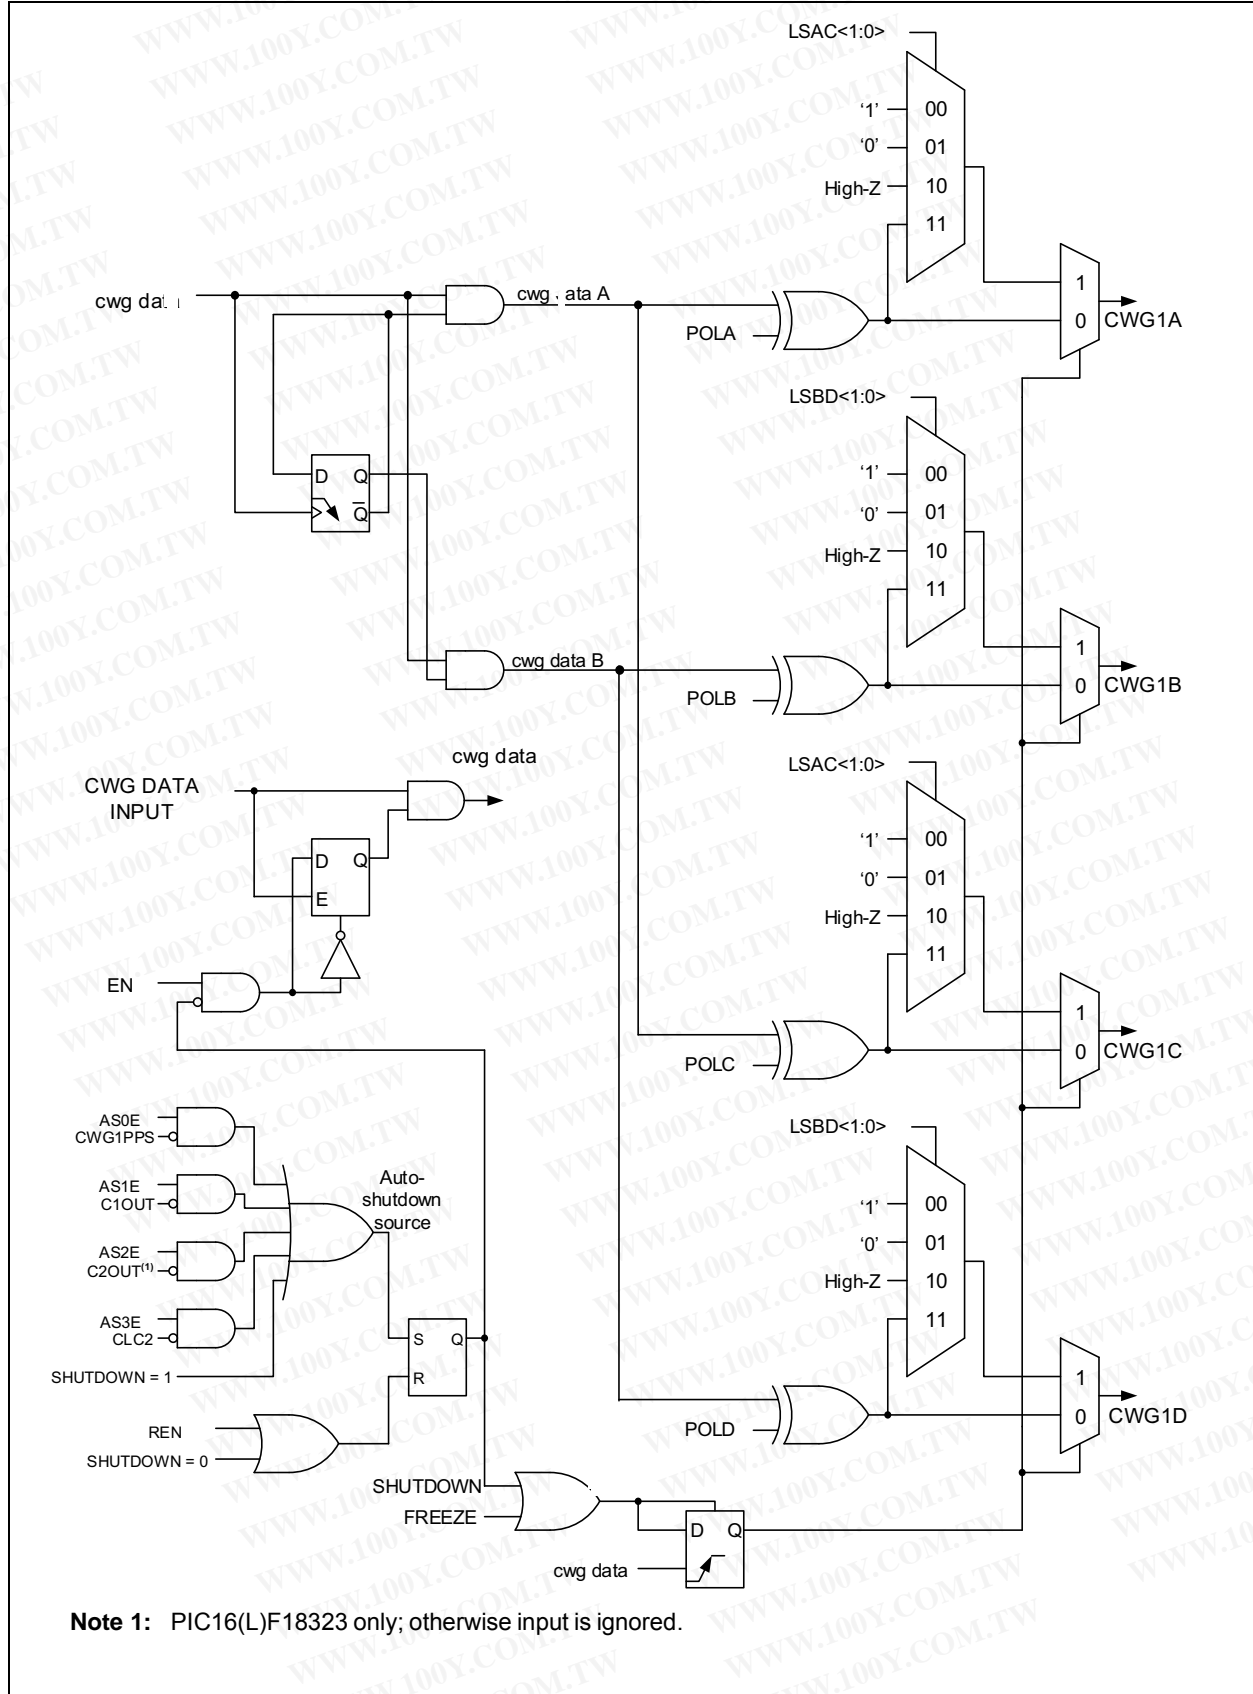 LSAC<1:0>
'1' 00
'0' 01
High-Z 10
11
1
0
CWG1A
cwg data A
POLA
LSBD<1:0>
'1' 00
'0' 01
High-Z 10
11
1
0
CWG1B
D Q
Q
cwg data B
POLB
cwg data
CWG DATA
INPUT
D Q
E
EN
LSAC<1:0>
'1' 00
'0' 01
High-Z 10
11
1
0
CWG1C
POLC
AS0E
CWG1PPS
AS1E
C1OUT
AS2E
C2OUT(1)
AS3E
CLC2
SHUTDOWN = 1
Auto-
shutdown
source
S Q
R
REN
SHUTDOWN = 0
LSBD<1:0>
'1' 00
'0' 01
High-Z 10
11
1
0
CWG1D
POLD
SHUTDOWN
FREEZE
D Q
cwg data
Note 1: PIC16(L)F18323 only; otherwise input is ignored.
WWW.100Y.COM.TW